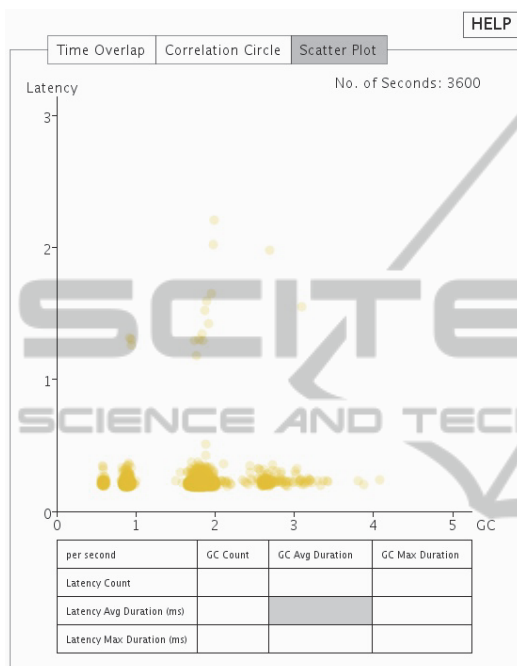 HELP
Time Overlap Correlation Circle Scatter Plot
No. of Seconds: 3600
Latency
3
2
SCITE
1
SCIENCE AND TECH
0
0 1 2 3 4 5 GC
per second GC Count GC Avg Duration GC Max Duration
Latency Count
Latency Avg Duration (ms)
Latency Max Duration (ms)